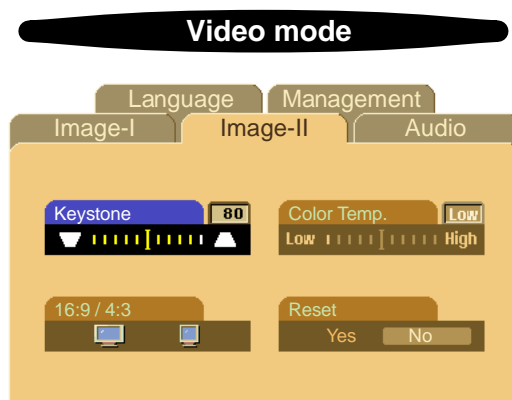 Video mode
Language Management
Image-I Image-II Audio
Keystone 80 Color Temp. Low
Low High
16:9 / 4:3 Reset
Yes No